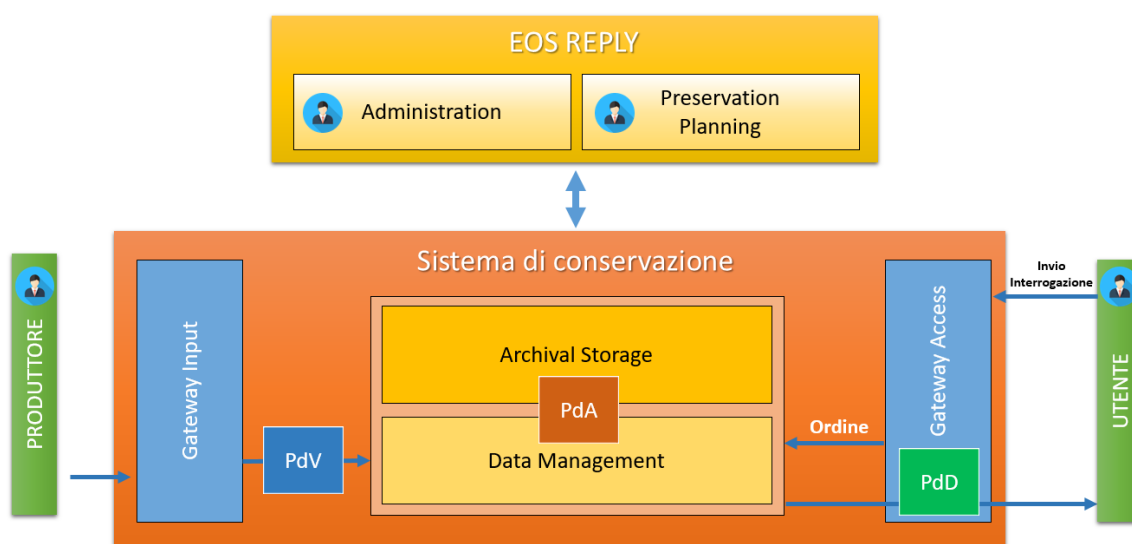 EOS REPLY
Administration
Preservation
Planning
Sistema di conservazione
PRODUTTORE
Gateway Input
PdV
Archival Storage
PdA
Data Management
Ordine
Gateway Access
PdD
Invio
Interrogazione
UTENTE